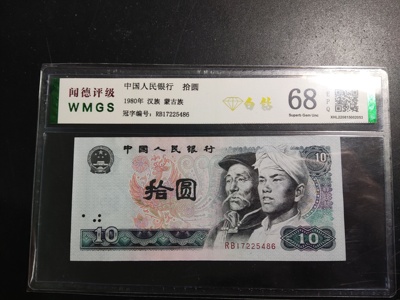 闻德评级
WMGS
中国人民银行 拾圆
1980年 汉族 蒙古族
冠字编号: RB17225486
68
EPQ
Superb Gem Unc
中国人民银行
10
拾圆
RB17225486
10
10